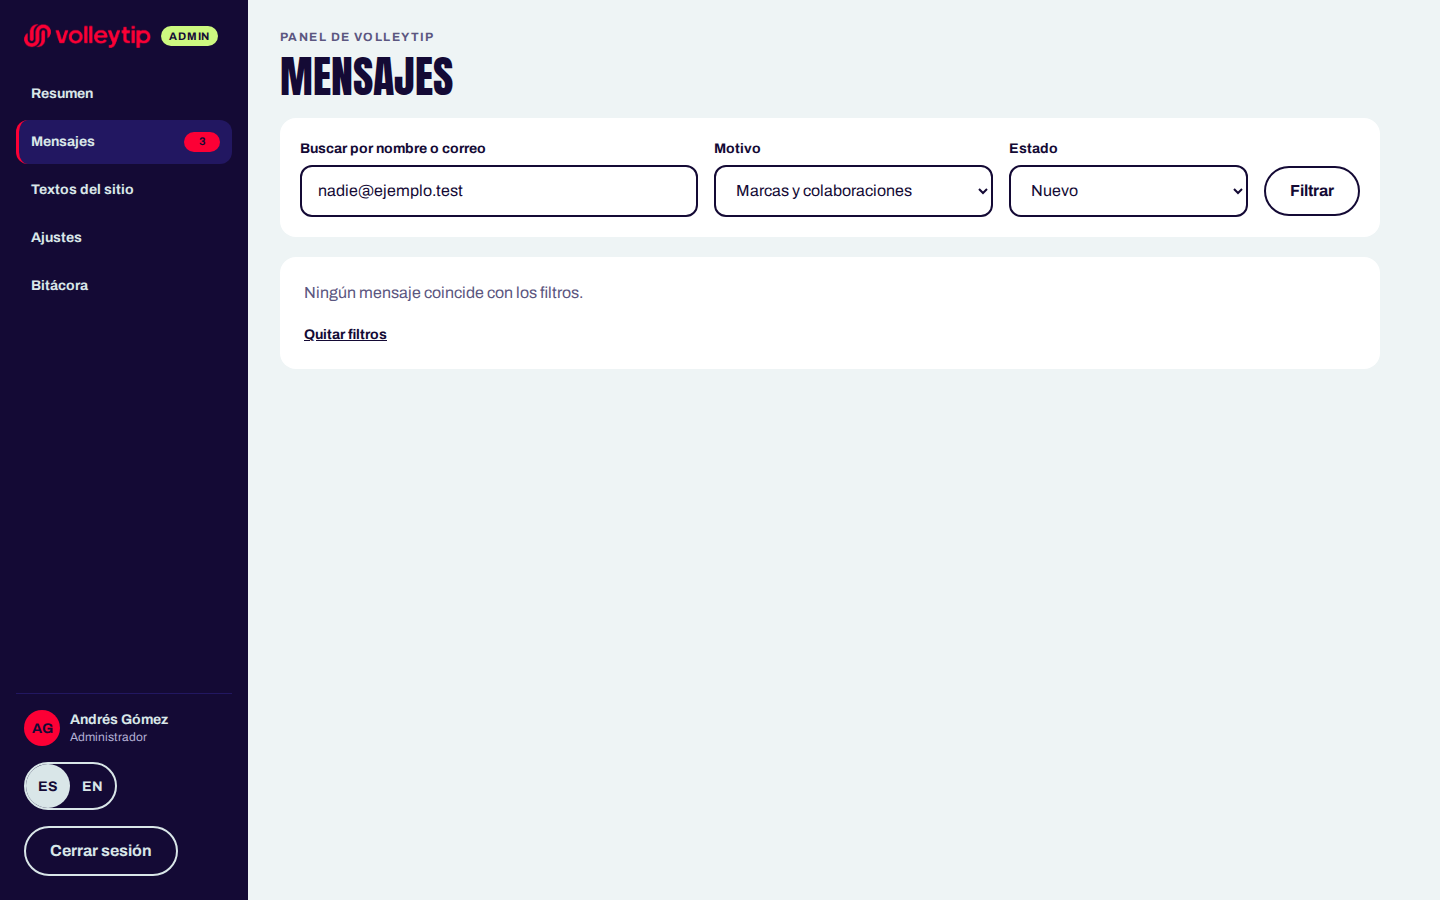 volleytip ADMIN
Resumen
Mensajes 3
Textos del sitio
Ajustes
Bitácora
Andrés Gómez
AG
Administrador
ES EN
Cerrar sesión
PANEL DE VOLLEYTIP
MENSAJES
Buscar por nombre o correo Motivo Estado
nadie@ejemplo.test Marcas y colaboraciones Nuevo Filtrar
Ningún mensaje coincide con los filtros.
Quitar filtros